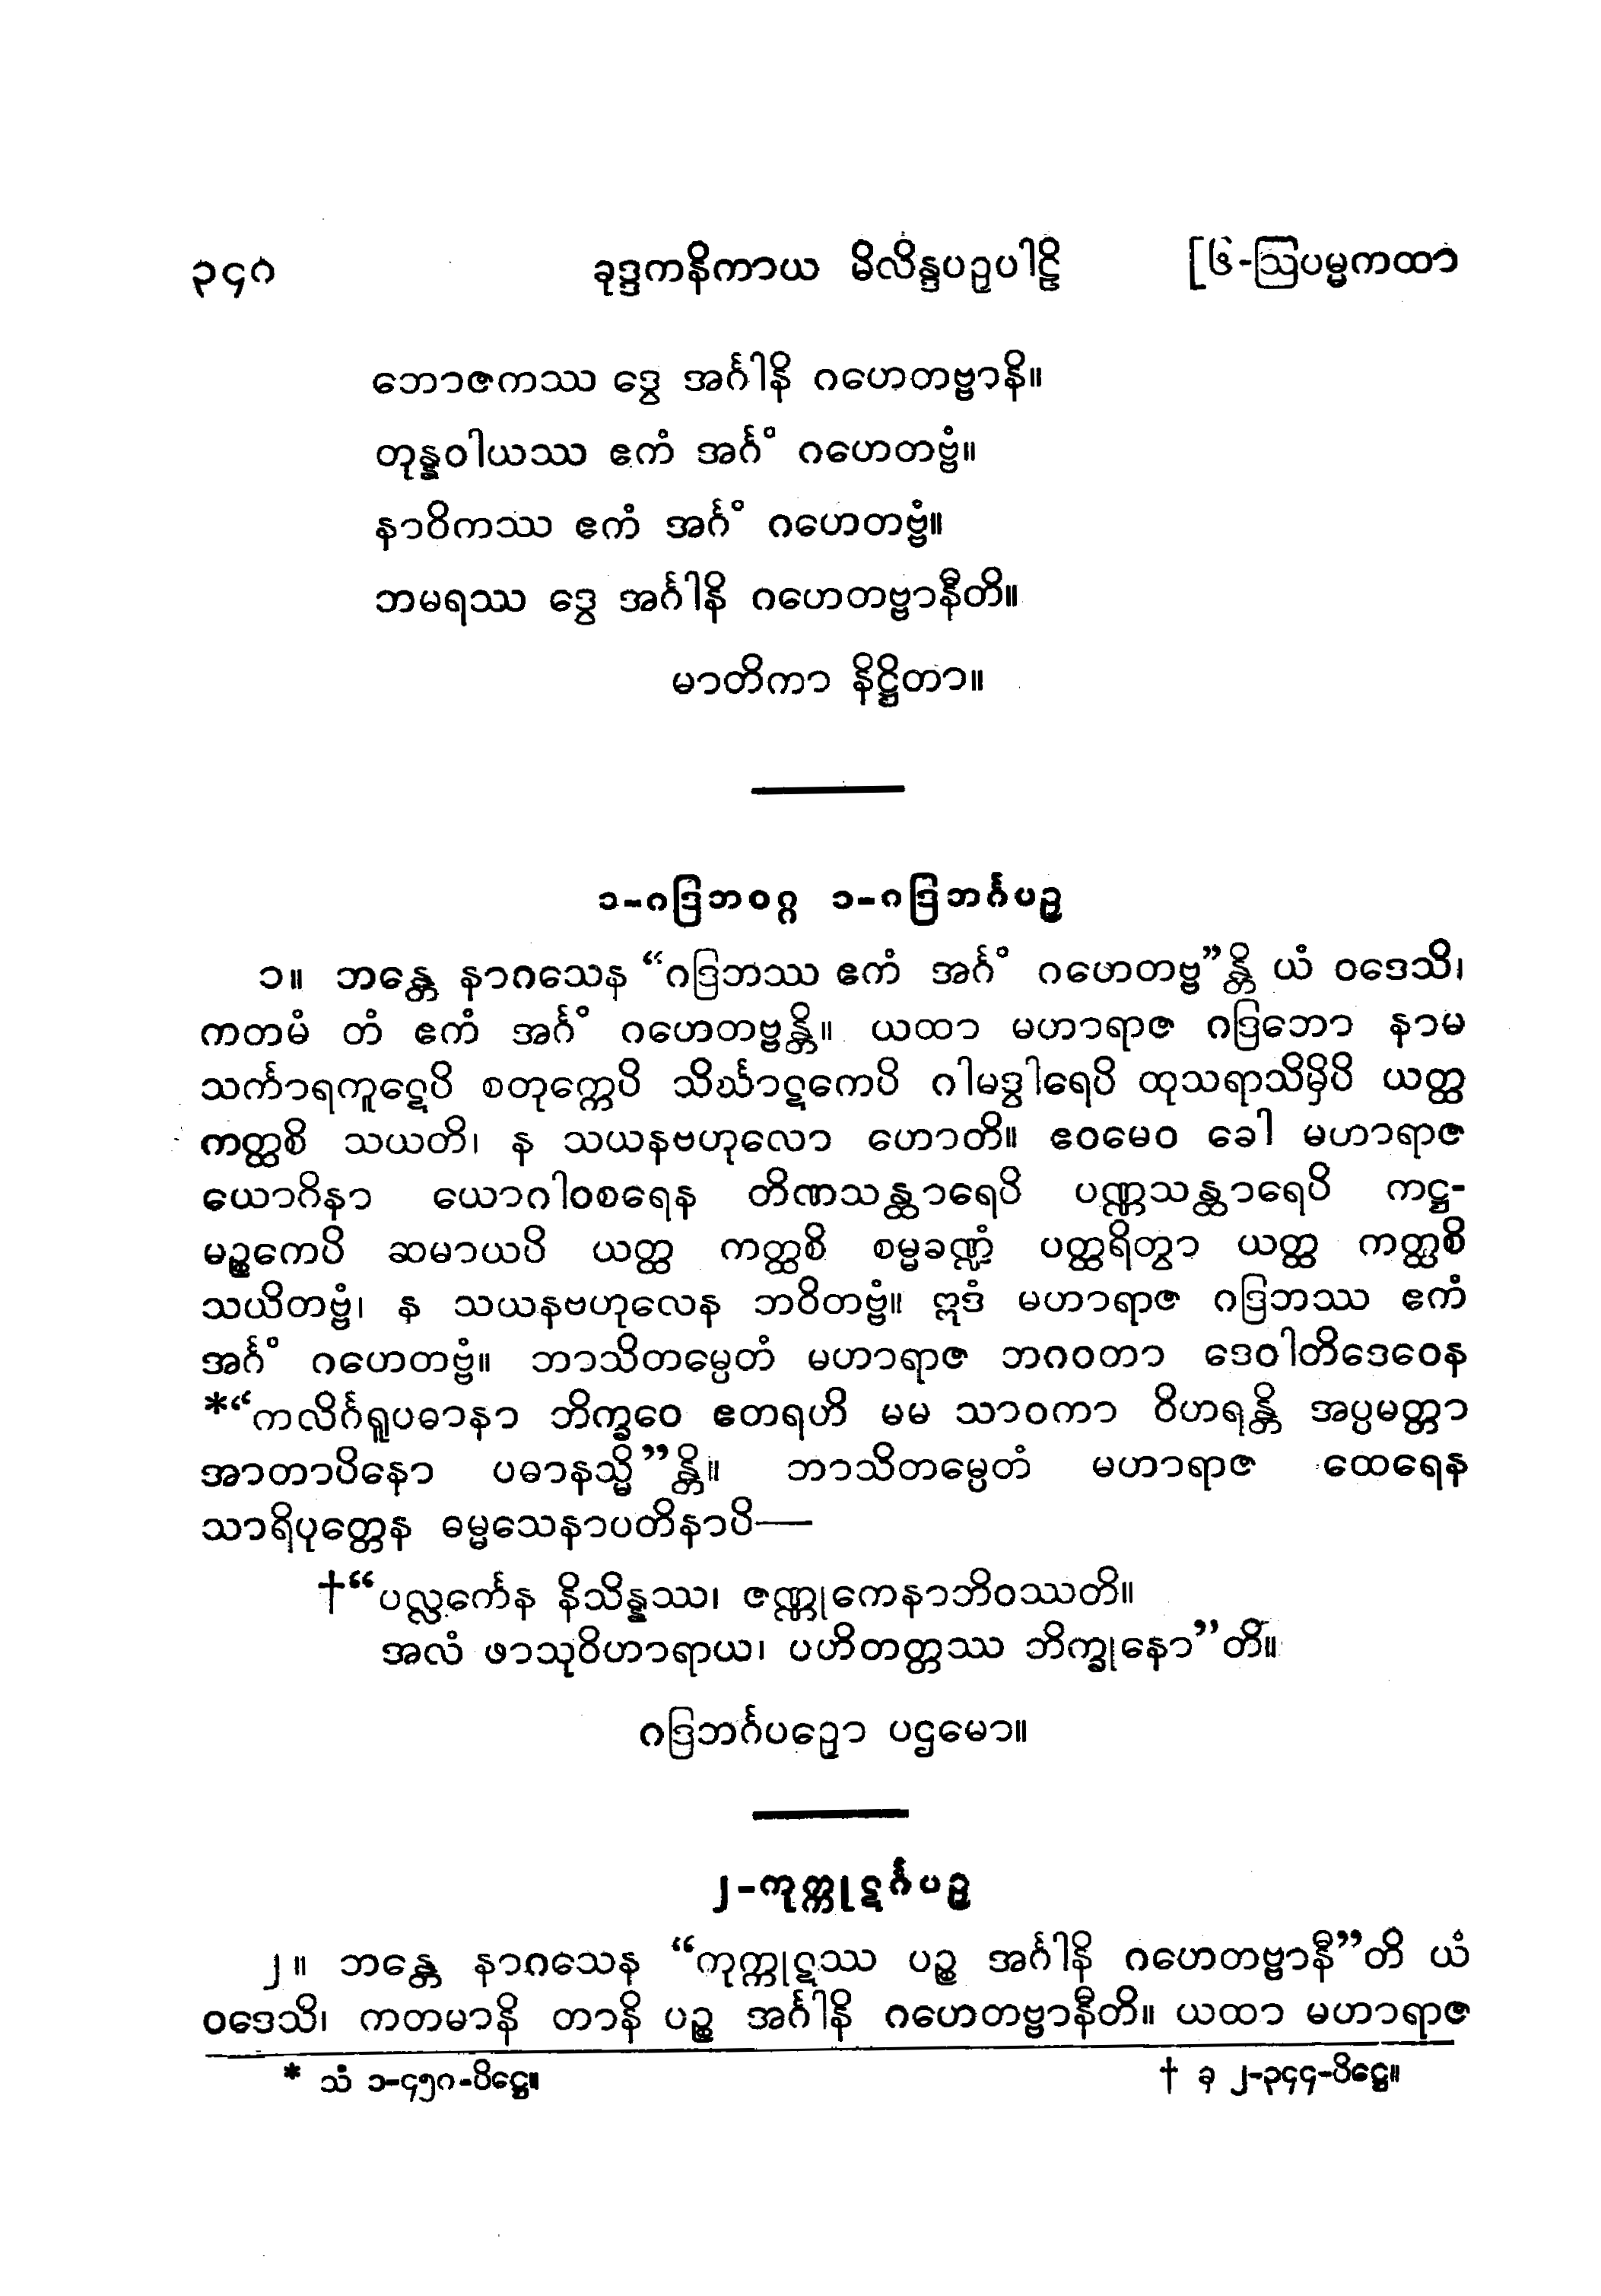 ၃၄၈ ခုဒ္ဒကနိကာယ မိလိန္ဒပဉှပါဠိ [၆-ဩပမ္မကထာ
ဘောဇကဿ ဒွေ အင်္ဂါနိ ဂဟေတဗ္ဗာနိ။
တုန္နဝါယဿ ဧကံ အင်္ဂံ ဂဟေတဗ္ဗံ။
နာဝိကဿ ဧကံ အင်္ဂံ ဂဟေတဗ္ဗံ။
ဘမရဿ ဒွေ အင်္ဂါနိ ဂဟေတဗ္ဗာနီတိ။
မာတိကာ နိဋ္ဌိတာ။
၁-ဂဒြဘဝဂ္ဂ ၁-ဂဒြဘင်္ဂပဉှ
၁။ ဘန္တေ နာဂသေန “ဂဒြဘဿ ဧကံ အင်္ဂံ ဂဟေတဗ္ဗ”န္တိ ယံ ဝဒေသိ၊
ကတမံ တံ ဧကံ အင်္ဂံ ဂဟေတဗ္ဗန္တိ။ ယထာ မဟာရာဇ ဂဒြဘော နာမ
သင်္ကာရကူဋေပိ စတုက္ကေပိ သိင်္ဃာဋကေပိ ဂါမဒွါရေပိ ထုသရာသိမှိပိ ယတ္ထ
ကတ္ထစိ သယတိ၊ န သယနဗဟုလော ဟောတိ။ ဧဝမေဝ ခေါ မဟာရာဇ
ယောဂိနာ ယောဂါဝစရေန တိဏသန္ထာရေပိ ပဏ္ဏသန္ထာရေပိ ကဋ္ဌ-
မဉ္စကေပိ ဆမာယပိ ယတ္ထ ကတ္ထစိ စမ္မခဏ္ဍံ ပတ္ထရိတွာ ယတ္ထ ကတ္ထစိ
သယိတဗ္ဗံ၊ န သယနဗဟုလေန ဘဝိတဗ္ဗံ။ ဣဒံ မဟာရာဇ ဂဒြဘဿ ဧကံ
အင်္ဂံ ဂဟေတဗ္ဗံ။ ဘာသိတမ္ပေတံ မဟာရာဇ ဘဂဝတာ ဒေဝါတိဒေဝေန
*“ကလိင်္ဂရူပဓာနာ ဘိက္ခဝေ ဧတရဟိ မမ သာဝကာ ဝိဟရန္တိ အပ္ပမတ္တာ
အာတာပိနော ပဓာနသ္မိ”န္တိ။ ဘာသိတမ္ပေတံ မဟာရာဇ ထေရေန
သာရိပုတ္တေန ဓမ္မသေနာပတိနာပိ—
†“ပလ္လင်္ကေန နိသိန္နဿ၊ ဇဏ္ဏုကေနာဘိဝဿတိ။
အလံ ဖာသုဝိဟာရာယ၊ ပဟိတတ္တဿ ဘိက္ခုနော”တိ။
ဂဒြဘင်္ဂပဉှော ပဌမော။
၂-ကုက္ကုဋင်္ဂပဉှ
၂။ ဘန္တေ နာဂသေန “ကုက္ကုဋဿ ပဉ္စ အင်္ဂါနိ ဂဟေတဗ္ဗာနီ”တိ ယံ
ဝဒေသိ၊ ကတမာနိ တာနိ ပဉ္စ အင်္ဂါနိ ဂဟေတဗ္ဗာနီတိ။ ယထာ မဟာရာဇ
* သံ ၁-၄၅၈-ပိဋ္ဌေ။ † ခု ၂-၃၄၄-ပိဋ္ဌေ။